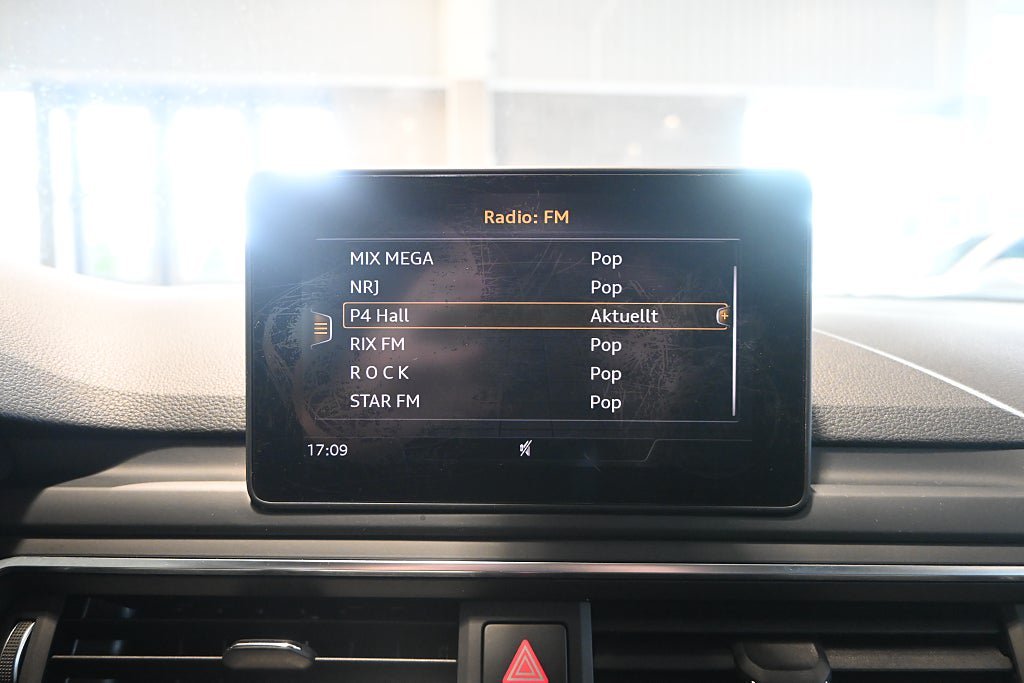 Radio: FM
MIX MEGA Pop
NRJ Pop
P4 Hall Aktuellt
RIX FM Pop
R O C K Pop
STAR FM Pop
17:09